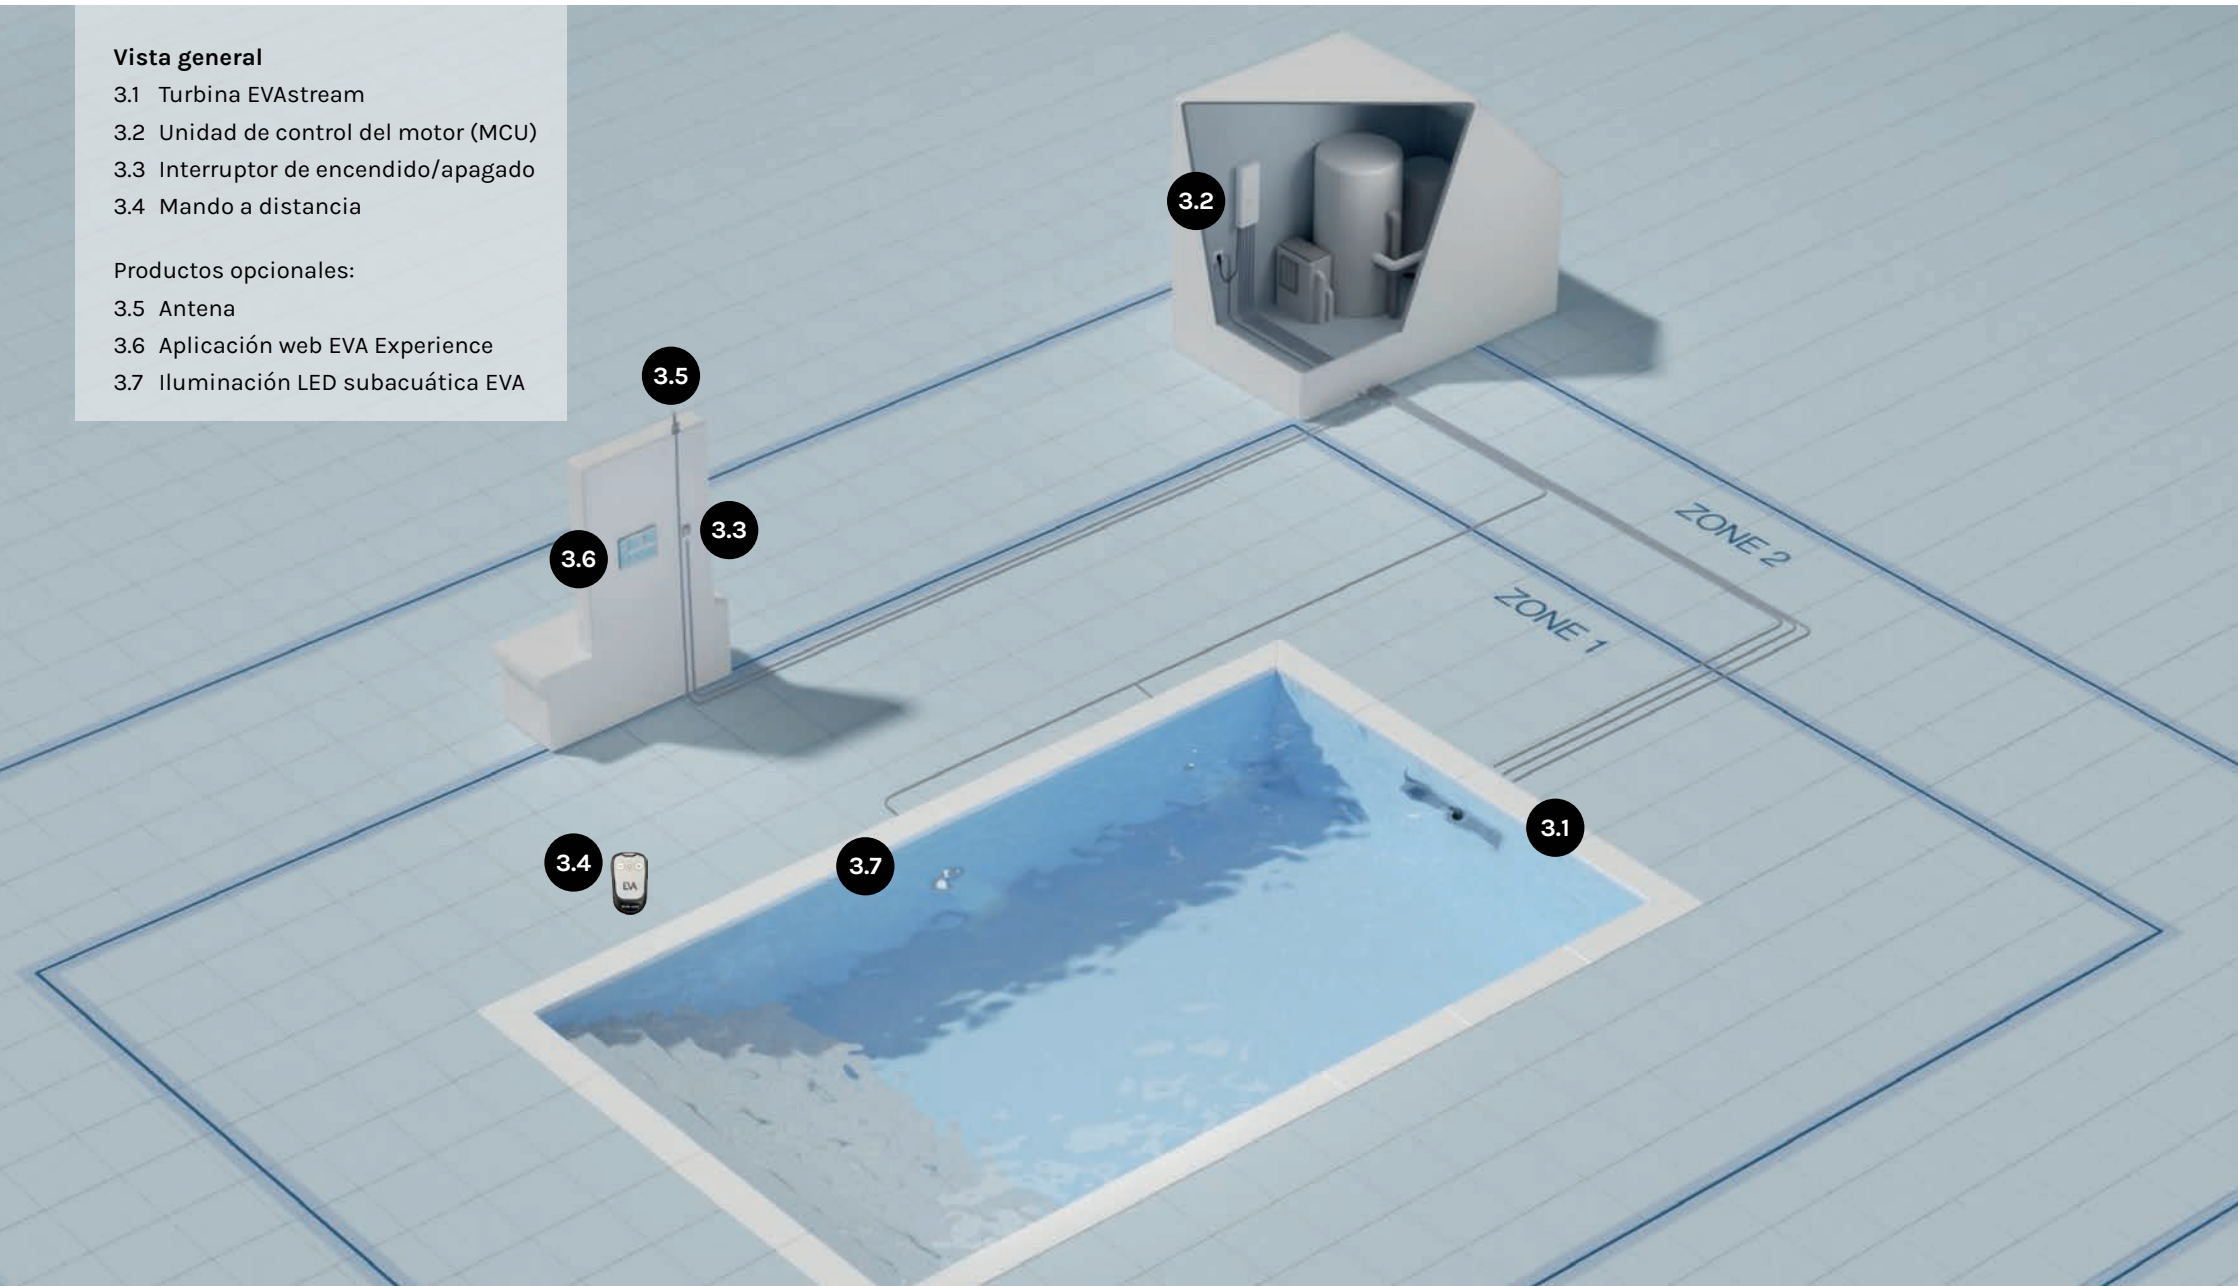 Vista general
3.1 Turbina EVAstream
3.2 Unidad de control del motor (MCU)
3.3 Interruptor de encendido/apagado
3.4 Mando a distancia
Productos opcionales:
3.5 Antena
3.6 Aplicación web EVA Experience
3.7 Iluminación LED subacuática EVA
3.2
3.5
3.3
3.6
ZONE 2
ZONE 1
3.1
3.4
EVA
3.7